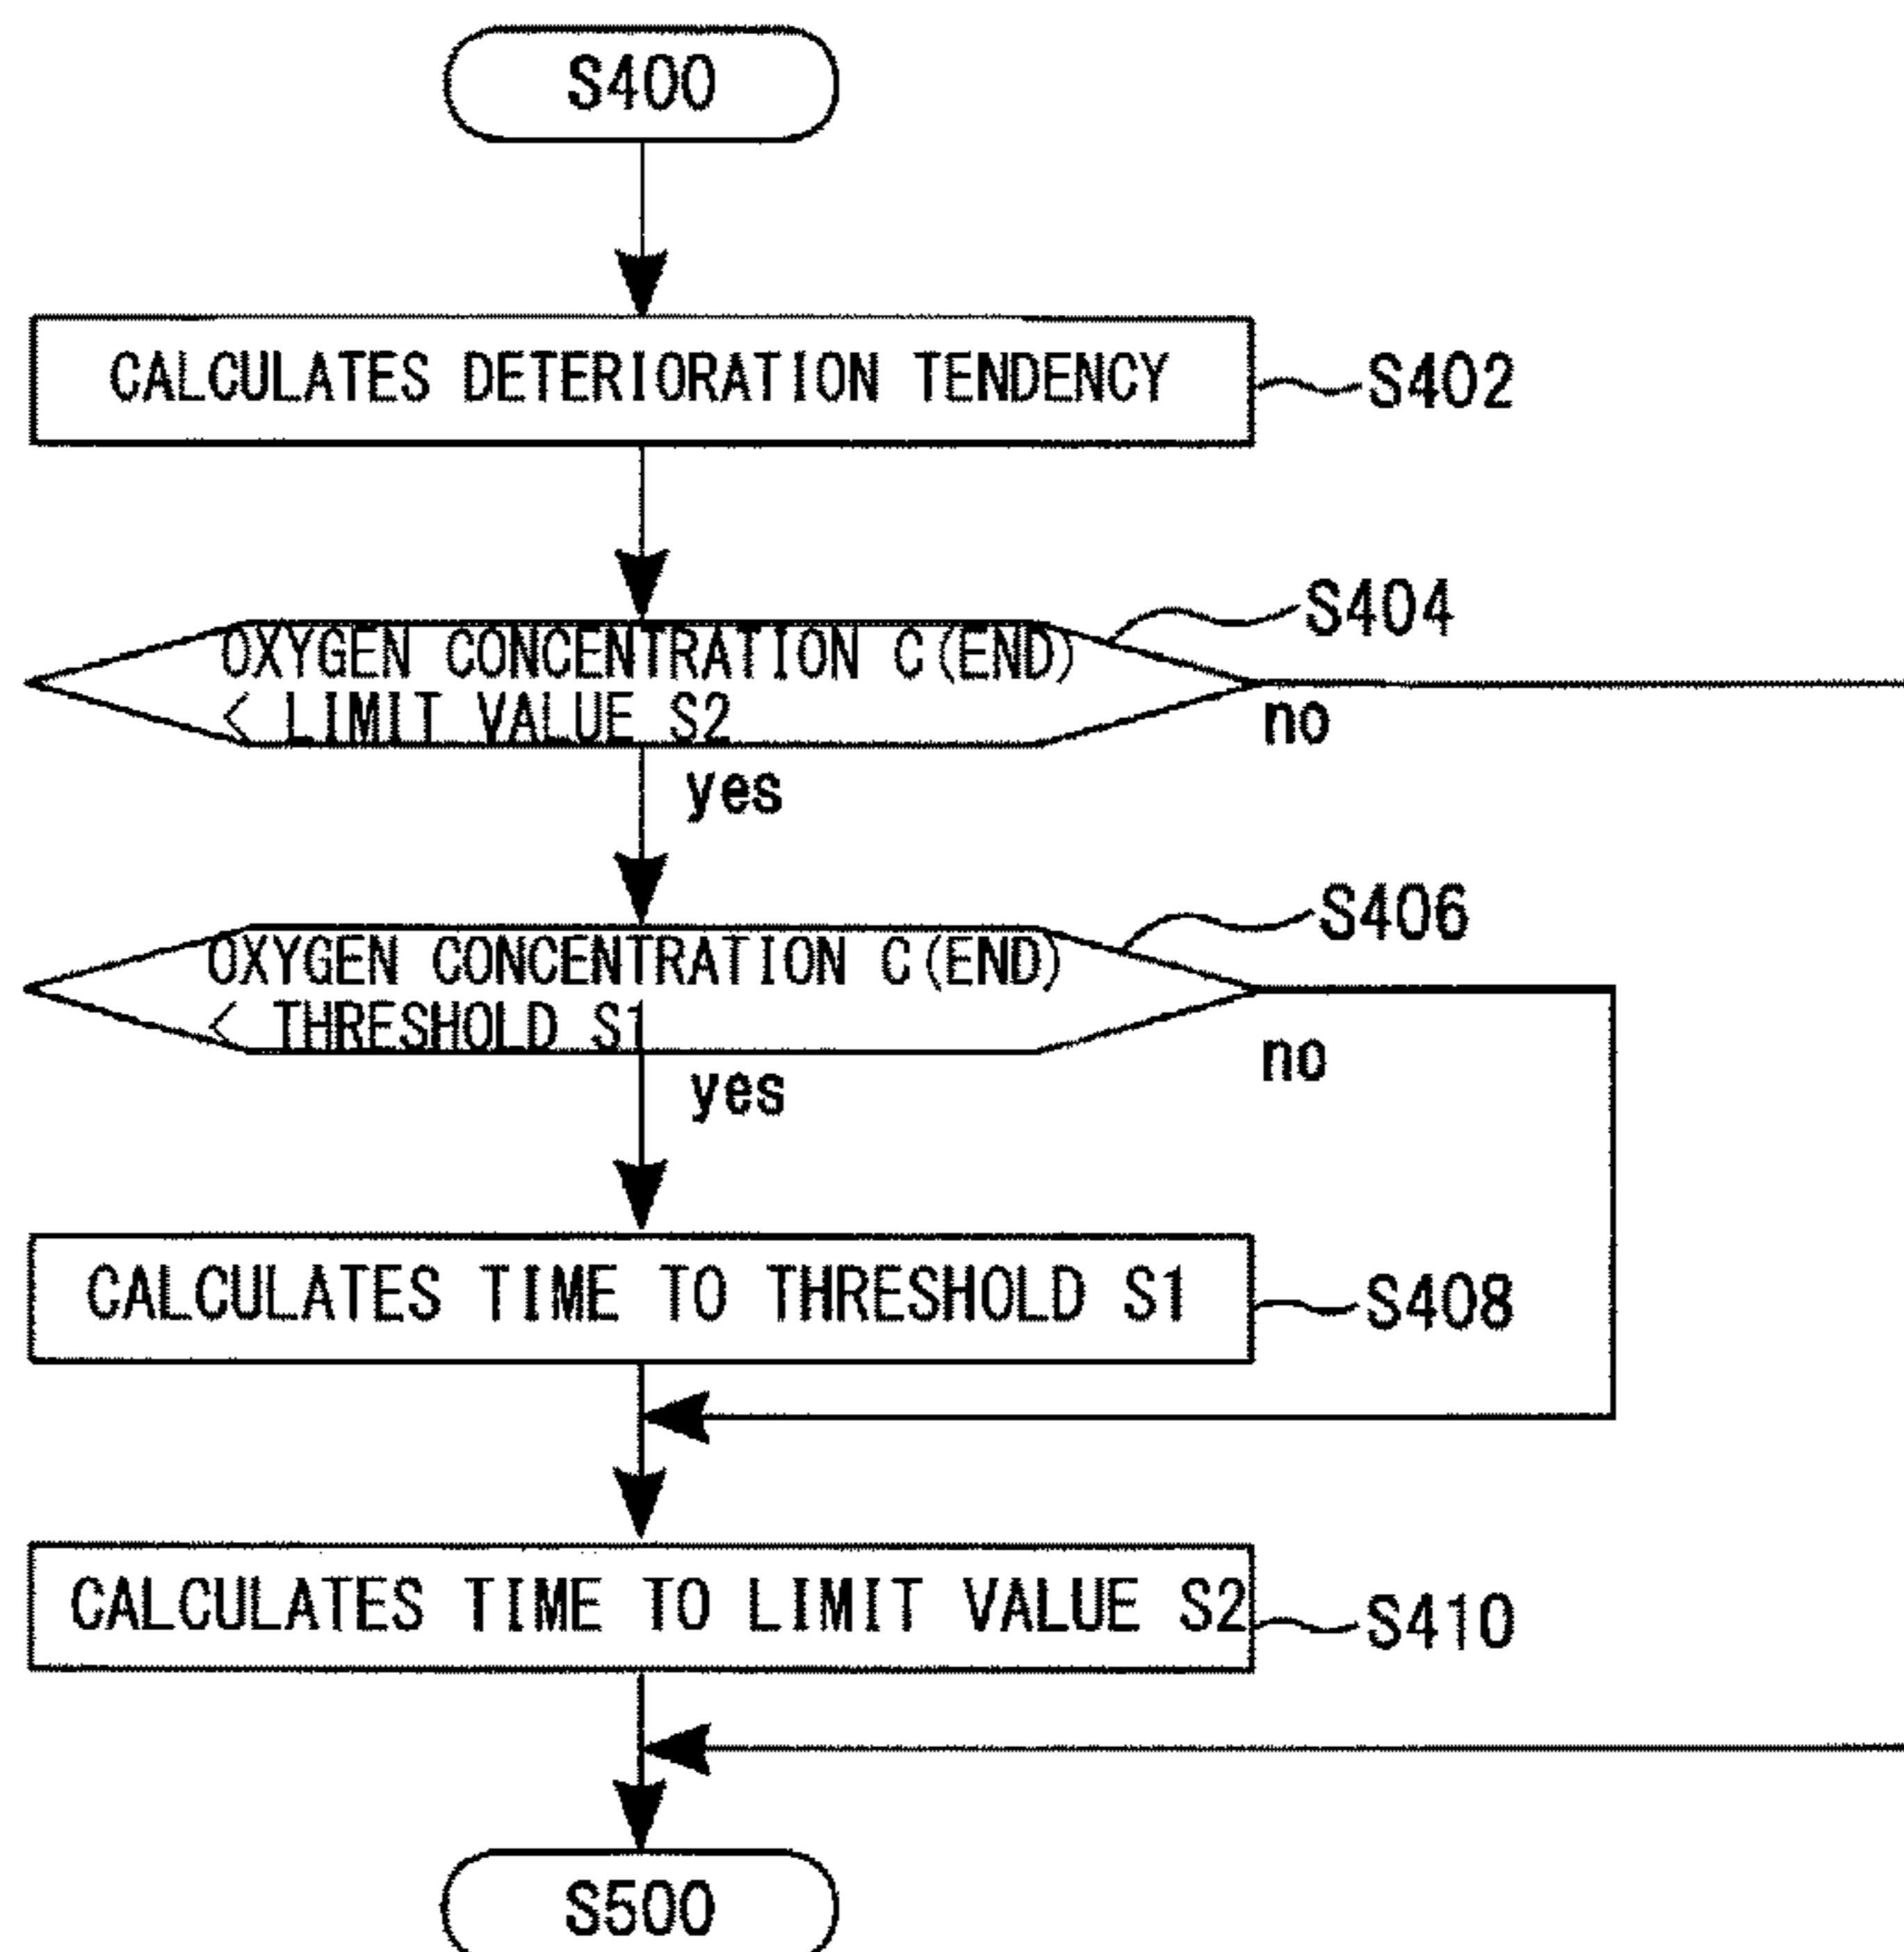 S400
CALCULATES DETERIORATION TENDENCY
S402
S404
OXYGEN CONCENTRATION C(END)
< LIMIT VALUE S2
no
yes
S406
OXYGEN CONCENTRATION C(END)
< THRESHOLD S1
no
yes
CALCULATES TIME TO THRESHOLD S1
S408
CALCULATES TIME TO LIMIT VALUE S2
S410
S500